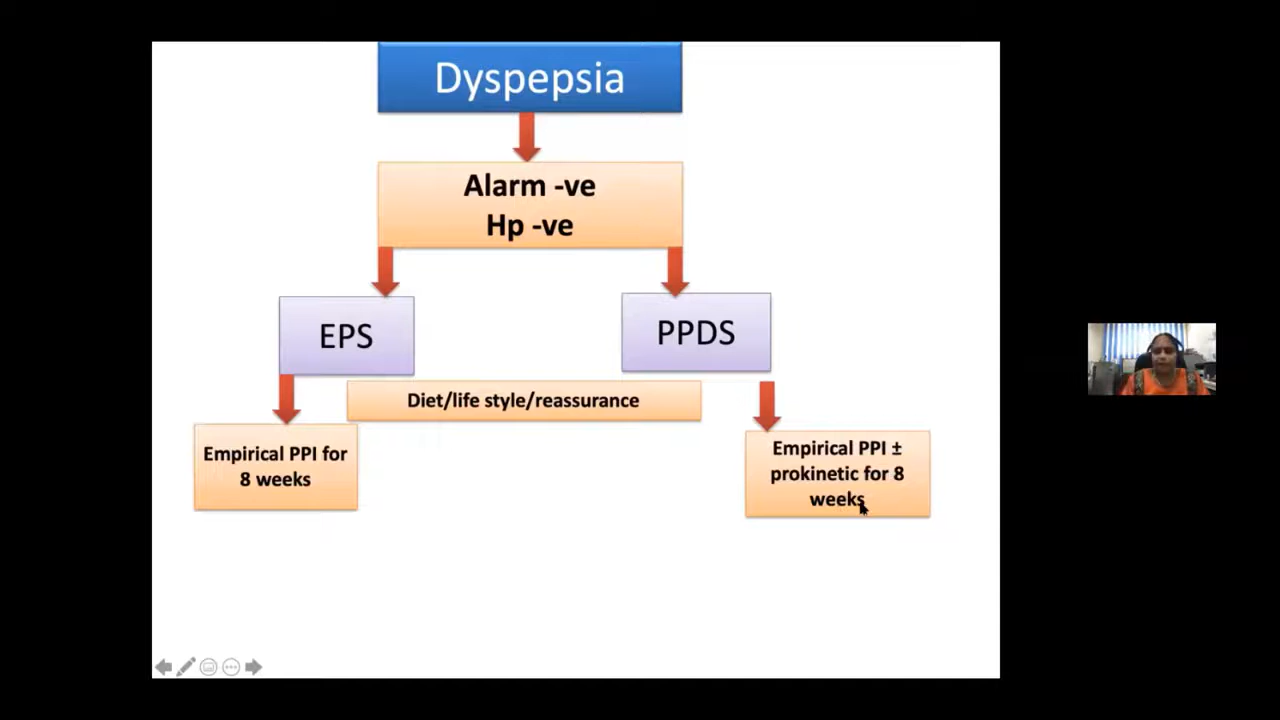 Dyspepsia
Alarm -ve
Hp -ve
EPS
PPDS
Diet/life style/reassurance
Empirical PPI for
8 weeks
Empirical PPI ±
prokinetic for 8
weeks